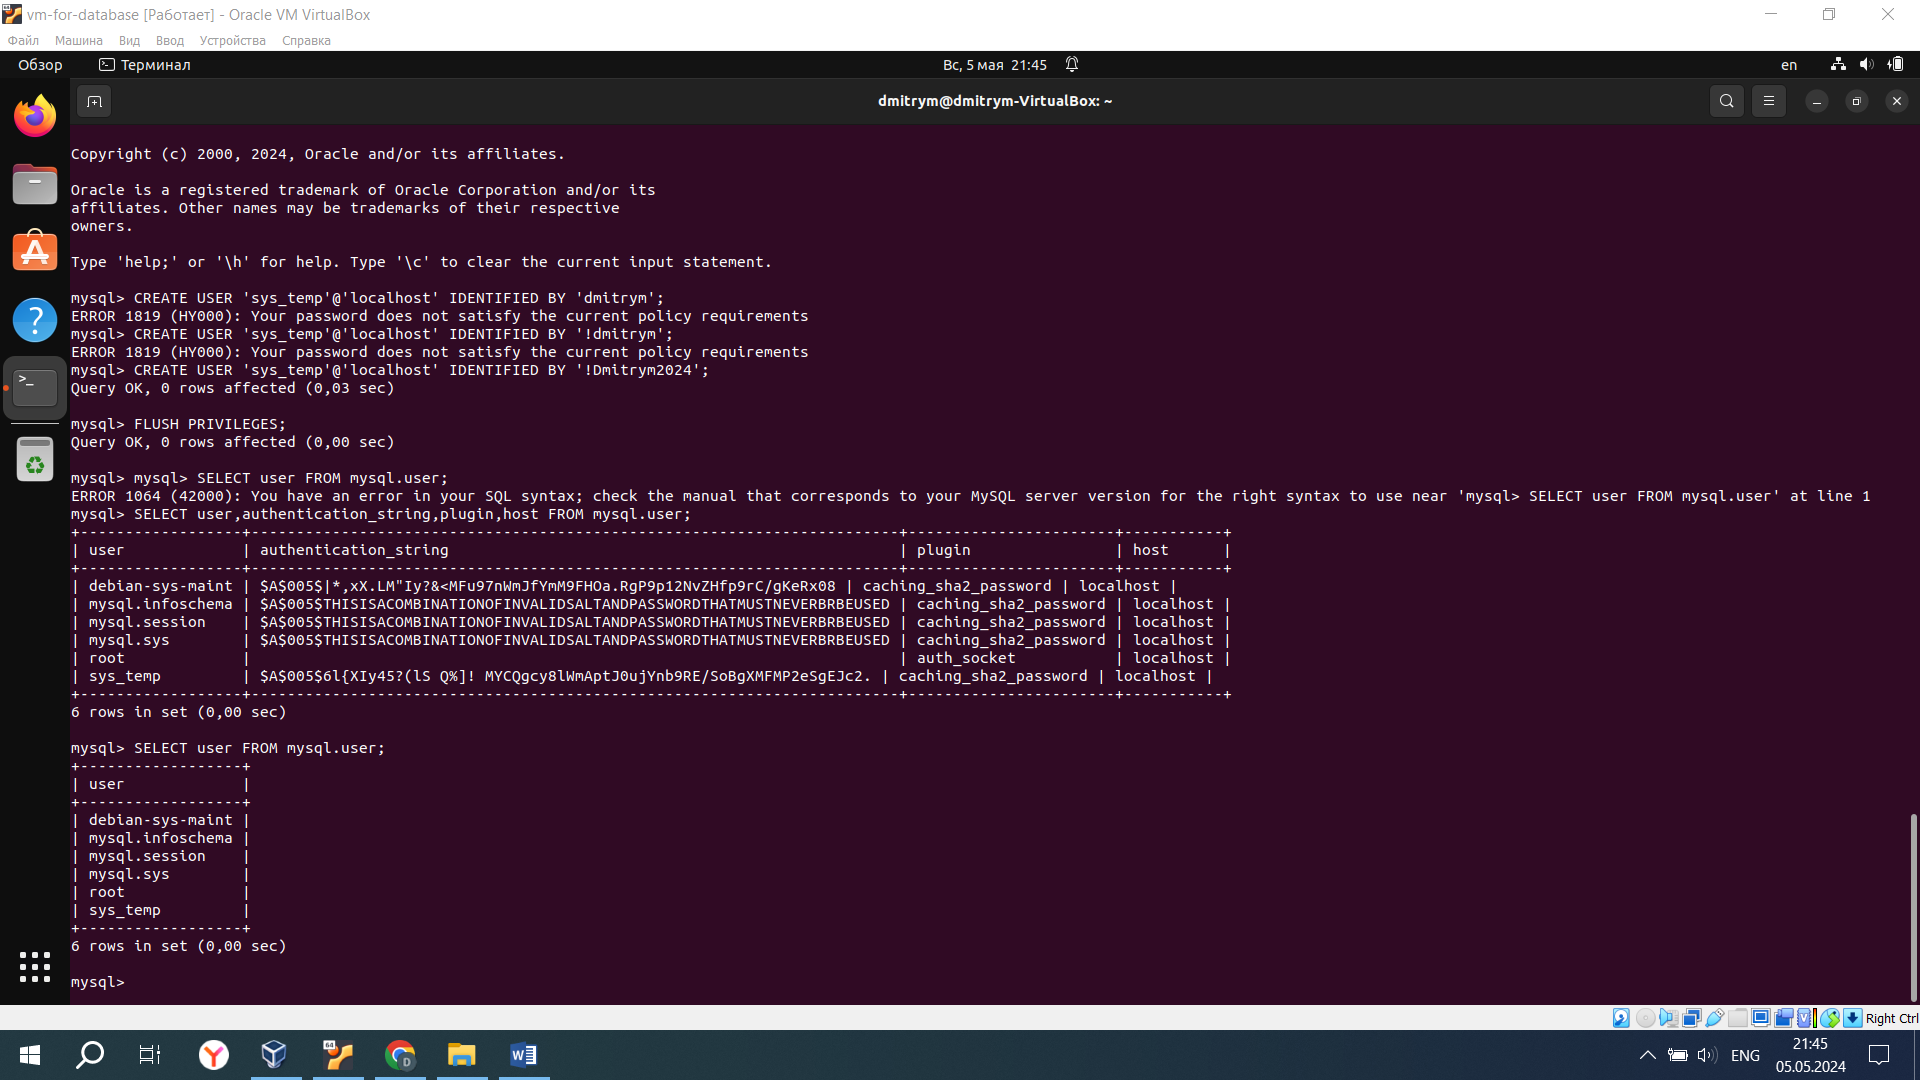 vm-for-database [Работает] - Oracle VM VirtualBox
Файл Машина Вид Ввод Устройства Справка
Обзор Терминал Вс, 5 мая 21:45 en
dmitrym@dmitrym-VirtualBox: ~
Copyright (c) 2000, 2024, Oracle and/or its affiliates.
Oracle is a registered trademark of Oracle Corporation and/or its
affiliates. Other names may be trademarks of their respective
owners.
Type 'help;' or '\h' for help. Type '\c' to clear the current input statement.
mysql> CREATE USER 'sys_temp'@'localhost' IDENTIFIED BY 'dmitrym';
ERROR 1819 (HY000): Your password does not satisfy the current policy requirements
mysql> CREATE USER 'sys_temp'@'localhost' IDENTIFIED BY '!dmitrym';
ERROR 1819 (HY000): Your password does not satisfy the current policy requirements
mysql> CREATE USER 'sys_temp'@'localhost' IDENTIFIED BY '!Dmitrym2024';
Query OK, 0 rows affected (0,03 sec)
mysql> FLUSH PRIVILEGES;
Query OK, 0 rows affected (0,00 sec)
mysql> mysql> SELECT user FROM mysql.user;
ERROR 1064 (42000): You have an error in your SQL syntax; check the manual that corresponds to your MySQL server version for the right syntax to use near 'mysql> SELECT user FROM mysql.user' at line 1
mysql> SELECT user,authentication_string,plugin,host FROM mysql.user;
+------------------+------------------------------------------------------------------------+-----------------------+-----------+
| user | authentication_string | plugin | host |
+------------------+------------------------------------------------------------------------+-----------------------+-----------+
| debian-sys-maint | $A$005$|*,xX.LM"Iy?&<MFu97nWmJfYmM9FHOa.RgP9p12NvZHfp9rC/gKeRx08 | caching_sha2_password | localhost |
| mysql.infoschema | $A$005$THISISACOMBINATIONOFINVALIDSALTANDPASSWORDTHATMUSTNEVERBRBEUSED | caching_sha2_password | localhost |
| mysql.session | $A$005$THISISACOMBINATIONOFINVALIDSALTANDPASSWORDTHATMUSTNEVERBRBEUSED | caching_sha2_password | localhost |
| mysql.sys | $A$005$THISISACOMBINATIONOFINVALIDSALTANDPASSWORDTHATMUSTNEVERBRBEUSED | caching_sha2_password | localhost |
| root | | auth_socket | localhost |
| sys_temp | $A$005$6l{XIy45?(lS Q%]! MYCQgcy8lWmAptJ0ujYnb9RE/SoBgXMFMP2eSgEJc2. | caching_sha2_password | localhost |
+------------------+------------------------------------------------------------------------+-----------------------+-----------+
6 rows in set (0,00 sec)
mysql> SELECT user FROM mysql.user;
+------------------+
| user |
+------------------+
| debian-sys-maint |
| mysql.infoschema |
| mysql.session |
| mysql.sys |
| root |
| sys_temp |
+------------------+
6 rows in set (0,00 sec)
mysql>
Right Ctrl
ENG 21:45
05.05.2024